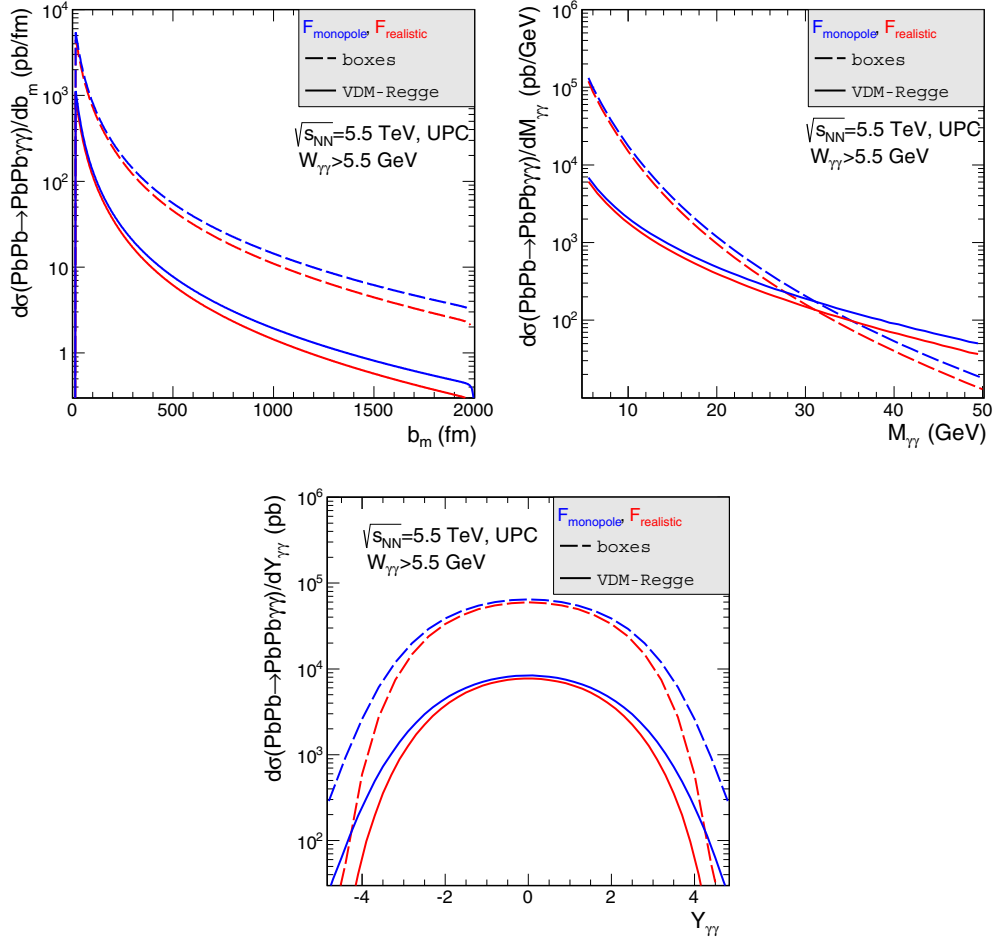 dσ(PbPb→PbPbγγ)/db_m (pb/fm)
10^4
10^3
10^2
10
1
0 500 1000 1500 2000
b_m (fm)
F_monopole, F_realistic
boxes
VDM-Regge
√s_NN=5.5 TeV, UPC
W_γγ>5.5 GeV
dσ(PbPb→PbPbγγ)/dM_γγ (pb/GeV)
10^6
10^5
10^4
10^3
10^2
10 20 30 40 50
M_γγ (GeV)
F_monopole, F_realistic
boxes
VDM-Regge
√s_NN=5.5 TeV, UPC
W_γγ>5.5 GeV
dσ(PbPb→PbPbγγ)/dY_γγ (pb)
10^6
10^5
10^4
10^3
10^2
-4 -2 0 2 4
Y_γγ
√s_NN=5.5 TeV, UPC
W_γγ>5.5 GeV
F_monopole, F_realistic
boxes
VDM-Regge